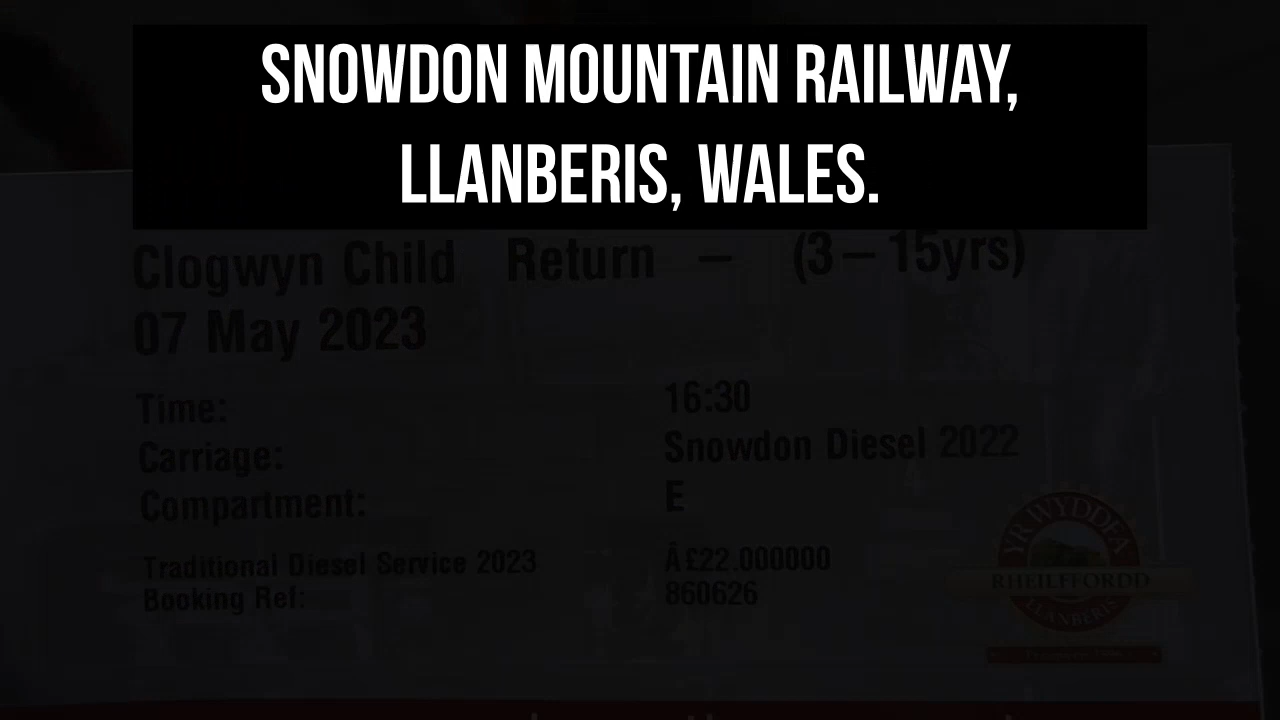 SNOWDON MOUNTAIN RAILWAY,
LLANBERIS, WALES.
Clogwyn Child Return – (3–15yrs)
07 May 2023
Time: 16:30
Carriage: Snowdon Diesel 2022
Compartment: E
Traditional Diesel Service 2023 Â£22.000000
Booking Ref: 860626
YR WYDDFA
RHEILFFORDD
LLANBERIS